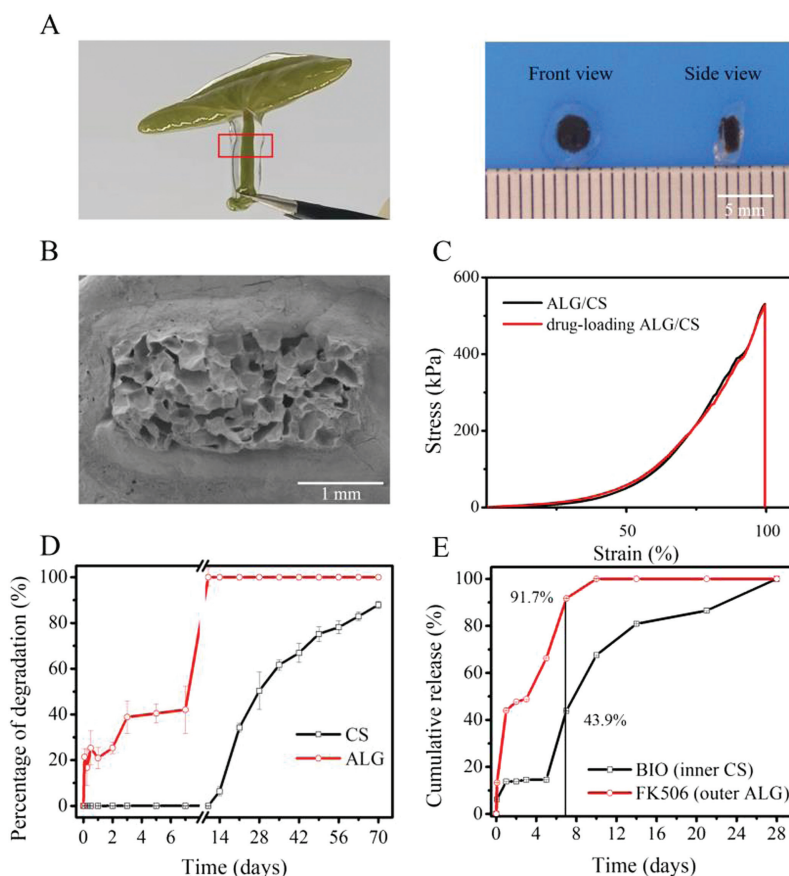 A
Front view
Side view
5 mm
B
1 mm
C
600
400
200
0
Stress (kPa)
ALG/CS
drug-loading ALG/CS
50
100
Strain (%)
D
100
80
60
40
20
0
Percentage of degradation (%)
CS
ALG
0 2 4 6 14 28 42 56 70
Time (days)
E
100
80
60
40
20
0
Cumulative release (%)
91.7%
43.9%
BIO (inner CS)
FK506 (outer ALG)
0 4 8 12 16 20 24 28
Time (days)